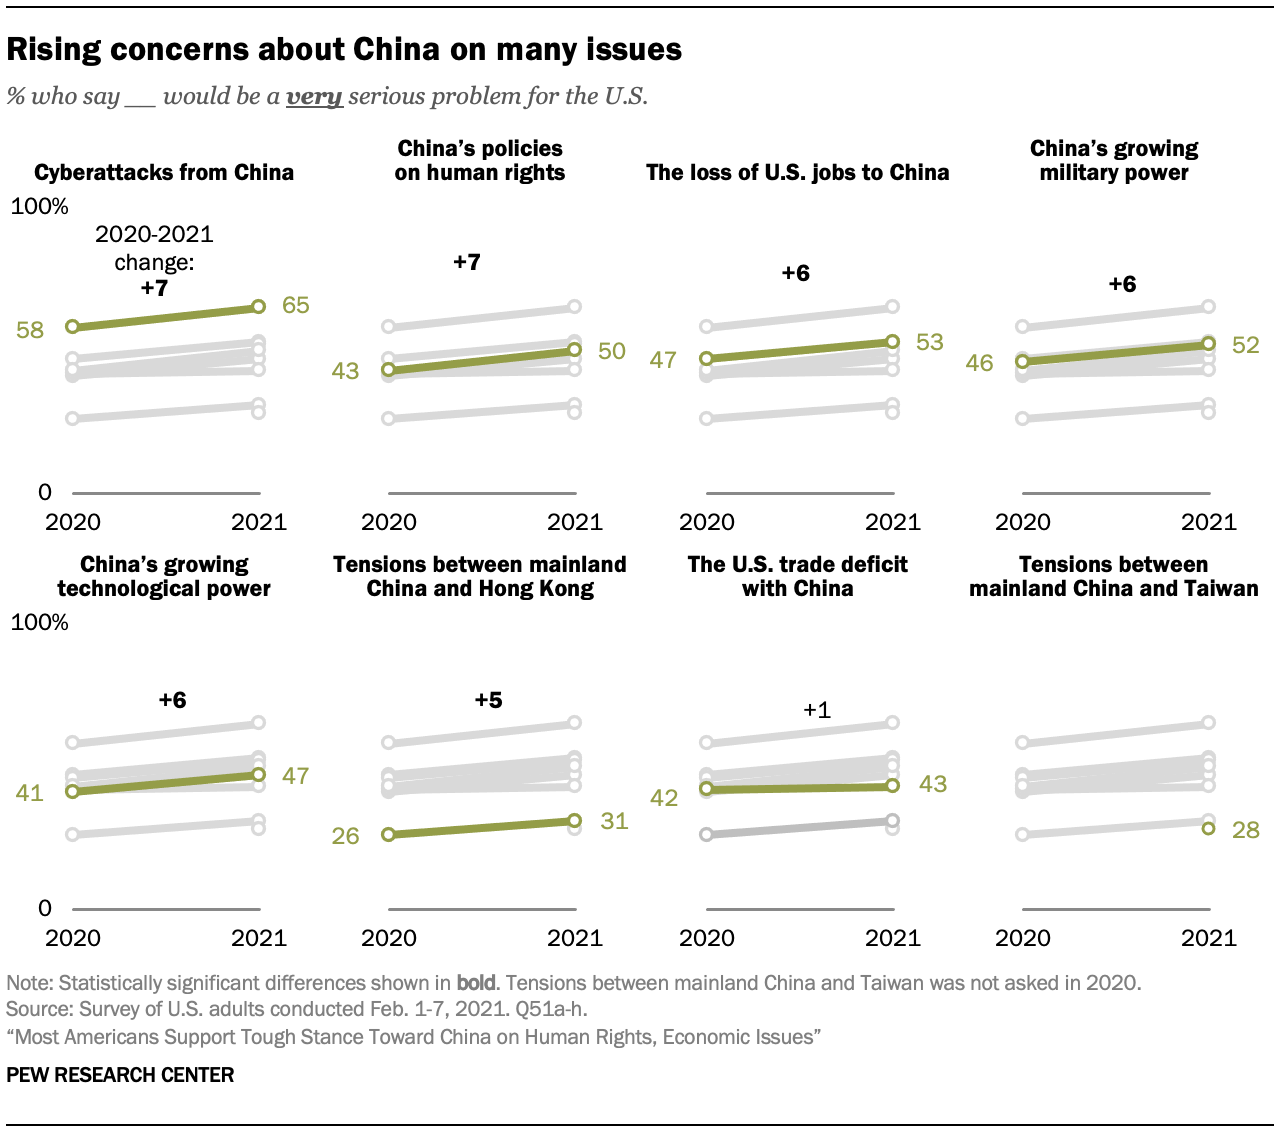 Rising concerns about China on many issues
% who say __ would be a very serious problem for the U.S.
Cyberattacks from China
China’s policies
on human rights
The loss of U.S. jobs to China
China’s growing
military power
100%
2020-2021
change:
+7
58
65
0
2020
2021
+7
43
50
2020
2021
+6
47
53
2020
2021
+6
46
52
2020
2021
China’s growing
technological power
Tensions between mainland
China and Hong Kong
The U.S. trade deficit
with China
Tensions between
mainland China and Taiwan
100%
+6
41
47
0
2020
2021
+5
26
31
2020
2021
+1
42
43
2020
2021
28
2020
2021
Note: Statistically significant differences shown in bold. Tensions between mainland China and Taiwan was not asked in 2020.
Source: Survey of U.S. adults conducted Feb. 1-7, 2021. Q51a-h.
“Most Americans Support Tough Stance Toward China on Human Rights, Economic Issues”
PEW RESEARCH CENTER